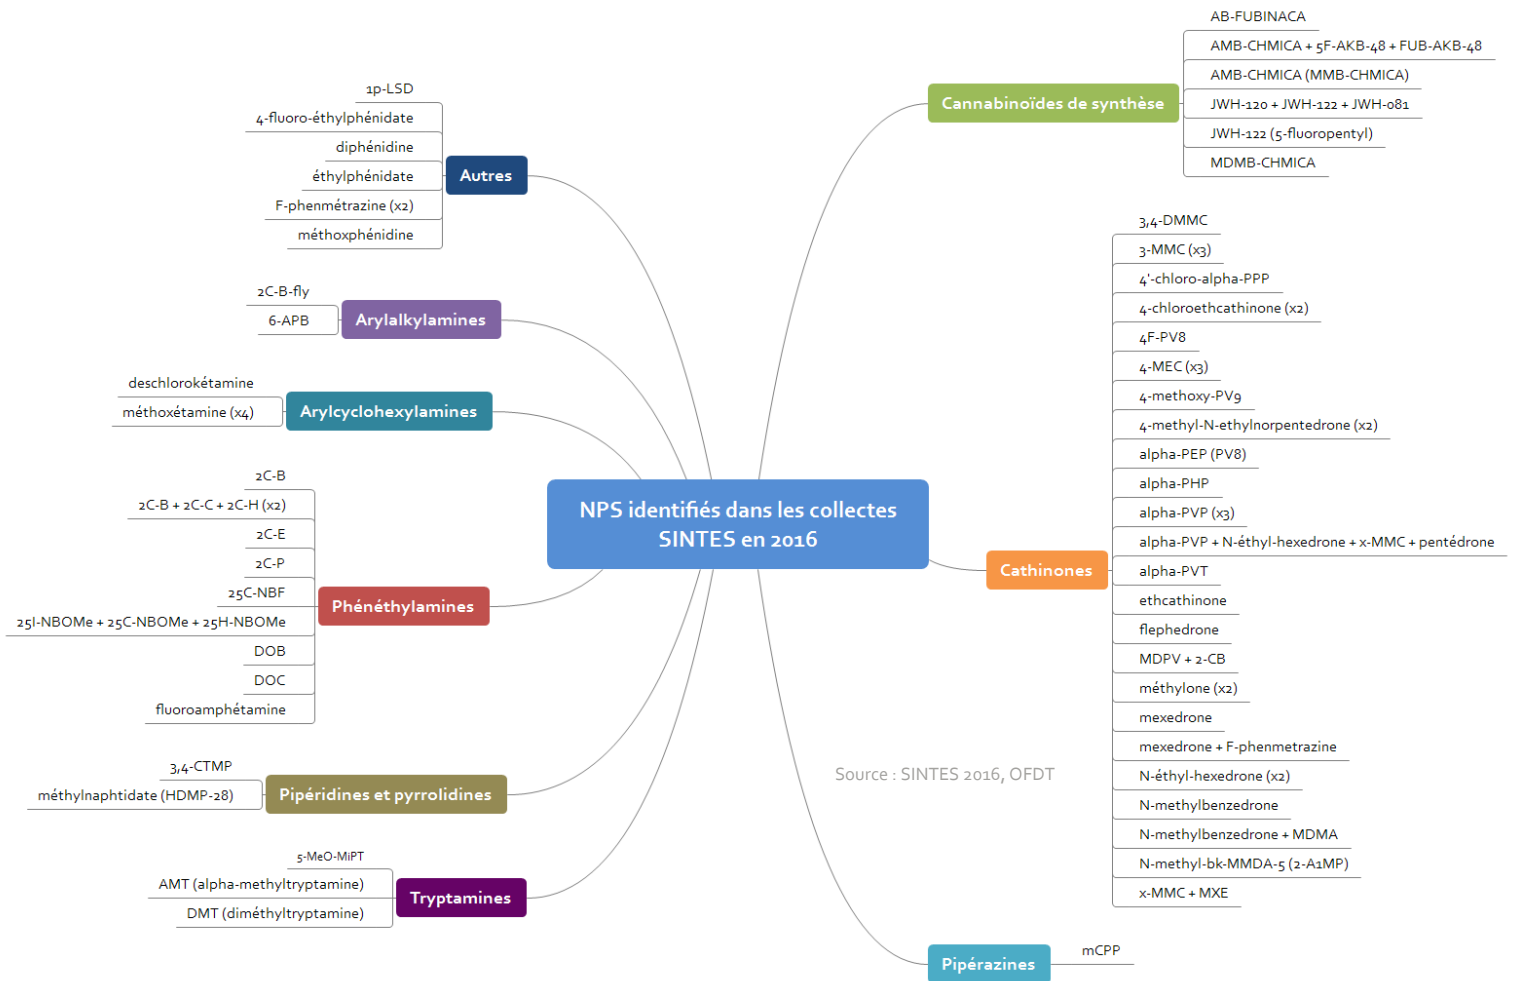 NPS identifiés dans les collectes
SINTES en 2016
Cannabinoïdes de synthèse
AB-FUBINACA
AMB-CHMICA + 5F-AKB-48 + FUB-AKB-48
AMB-CHMICA (MMB-CHMICA)
JWH-120 + JWH-122 + JWH-081
JWH-122 (5-fluoropentyl)
MDMB-CHMICA
Cathinones
3,4-DMMC
3-MMC (x3)
4'-chloro-alpha-PPP
4-chloroethcathinone (x2)
4F-PV8
4-MEC (x3)
4-methoxy-PV9
4-methyl-N-ethylnorpentedrone (x2)
alpha-PEP (PV8)
alpha-PHP
alpha-PVP (x3)
alpha-PVP + N-éthyl-hexedrone + x-MMC + pentédrone
alpha-PVT
ethcathinone
flephedrone
MDPV + 2-CB
méthylone (x2)
mexedrone
mexedrone + F-phenmetrazine
N-éthyl-hexedrone (x2)
N-methylbenzedrone
N-methylbenzedrone + MDMA
N-methyl-bk-MMDA-5 (2-A1MP)
x-MMC + MXE
Pipérazines
mCPP
Autres
1p-LSD
4-fluoro-éthylphénidate
diphénidine
éthylphénidate
F-phenmétrazine (x2)
méthoxphénidine
Arylalkylamines
2C-B-fly
6-APB
Arylcyclohexylamines
deschlorokétamine
méthoxétamine (x4)
Phénéthylamines
2C-B
2C-B + 2C-C + 2C-H (x2)
2C-E
2C-P
25C-NBF
25I-NBOMe + 25C-NBOMe + 25H-NBOMe
DOB
DOC
fluoroamphétamine
Pipéridines et pyrrolidines
3,4-CTMP
méthylnaphtidate (HDMP-28)
Tryptamines
5-MeO-MiPT
AMT (alpha-methyltryptamine)
DMT (diméthyltryptamine)
Source : SINTES 2016, OFDT